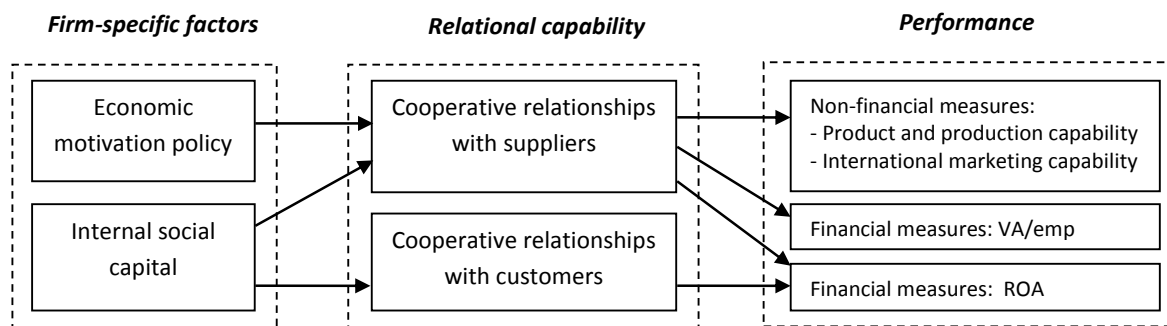 Firm-specific factors
Relational capability
Performance
Economic
motivation policy
Internal social
capital
Cooperative relationships
with suppliers
Cooperative relationships
with customers
Non-financial measures:
- Product and production capability
- International marketing capability
Financial measures: VA/emp
Financial measures: ROA